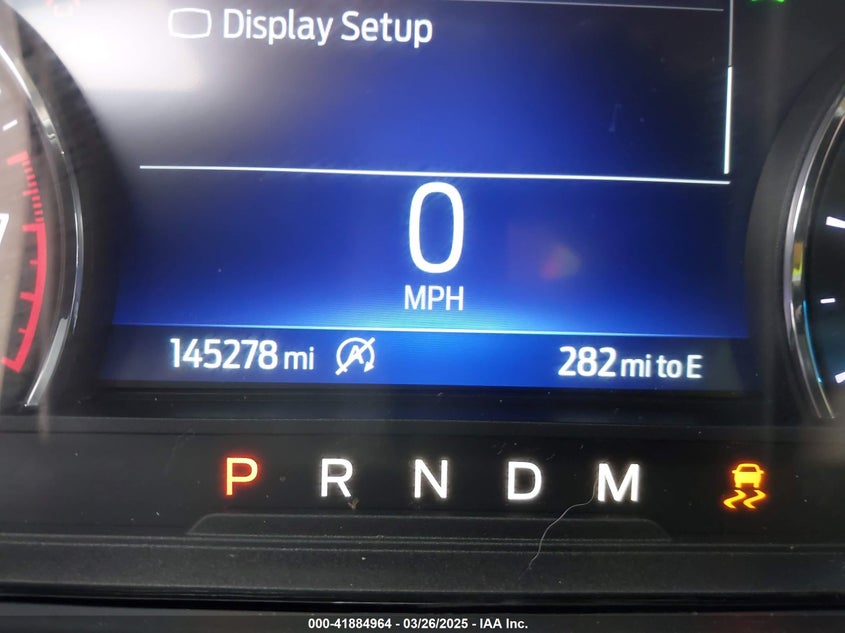 Display Setup
0
MPH
145278 mi
282 mi to E
P R N D M
000-41884964 - 03/26/2025 - IAA Inc.